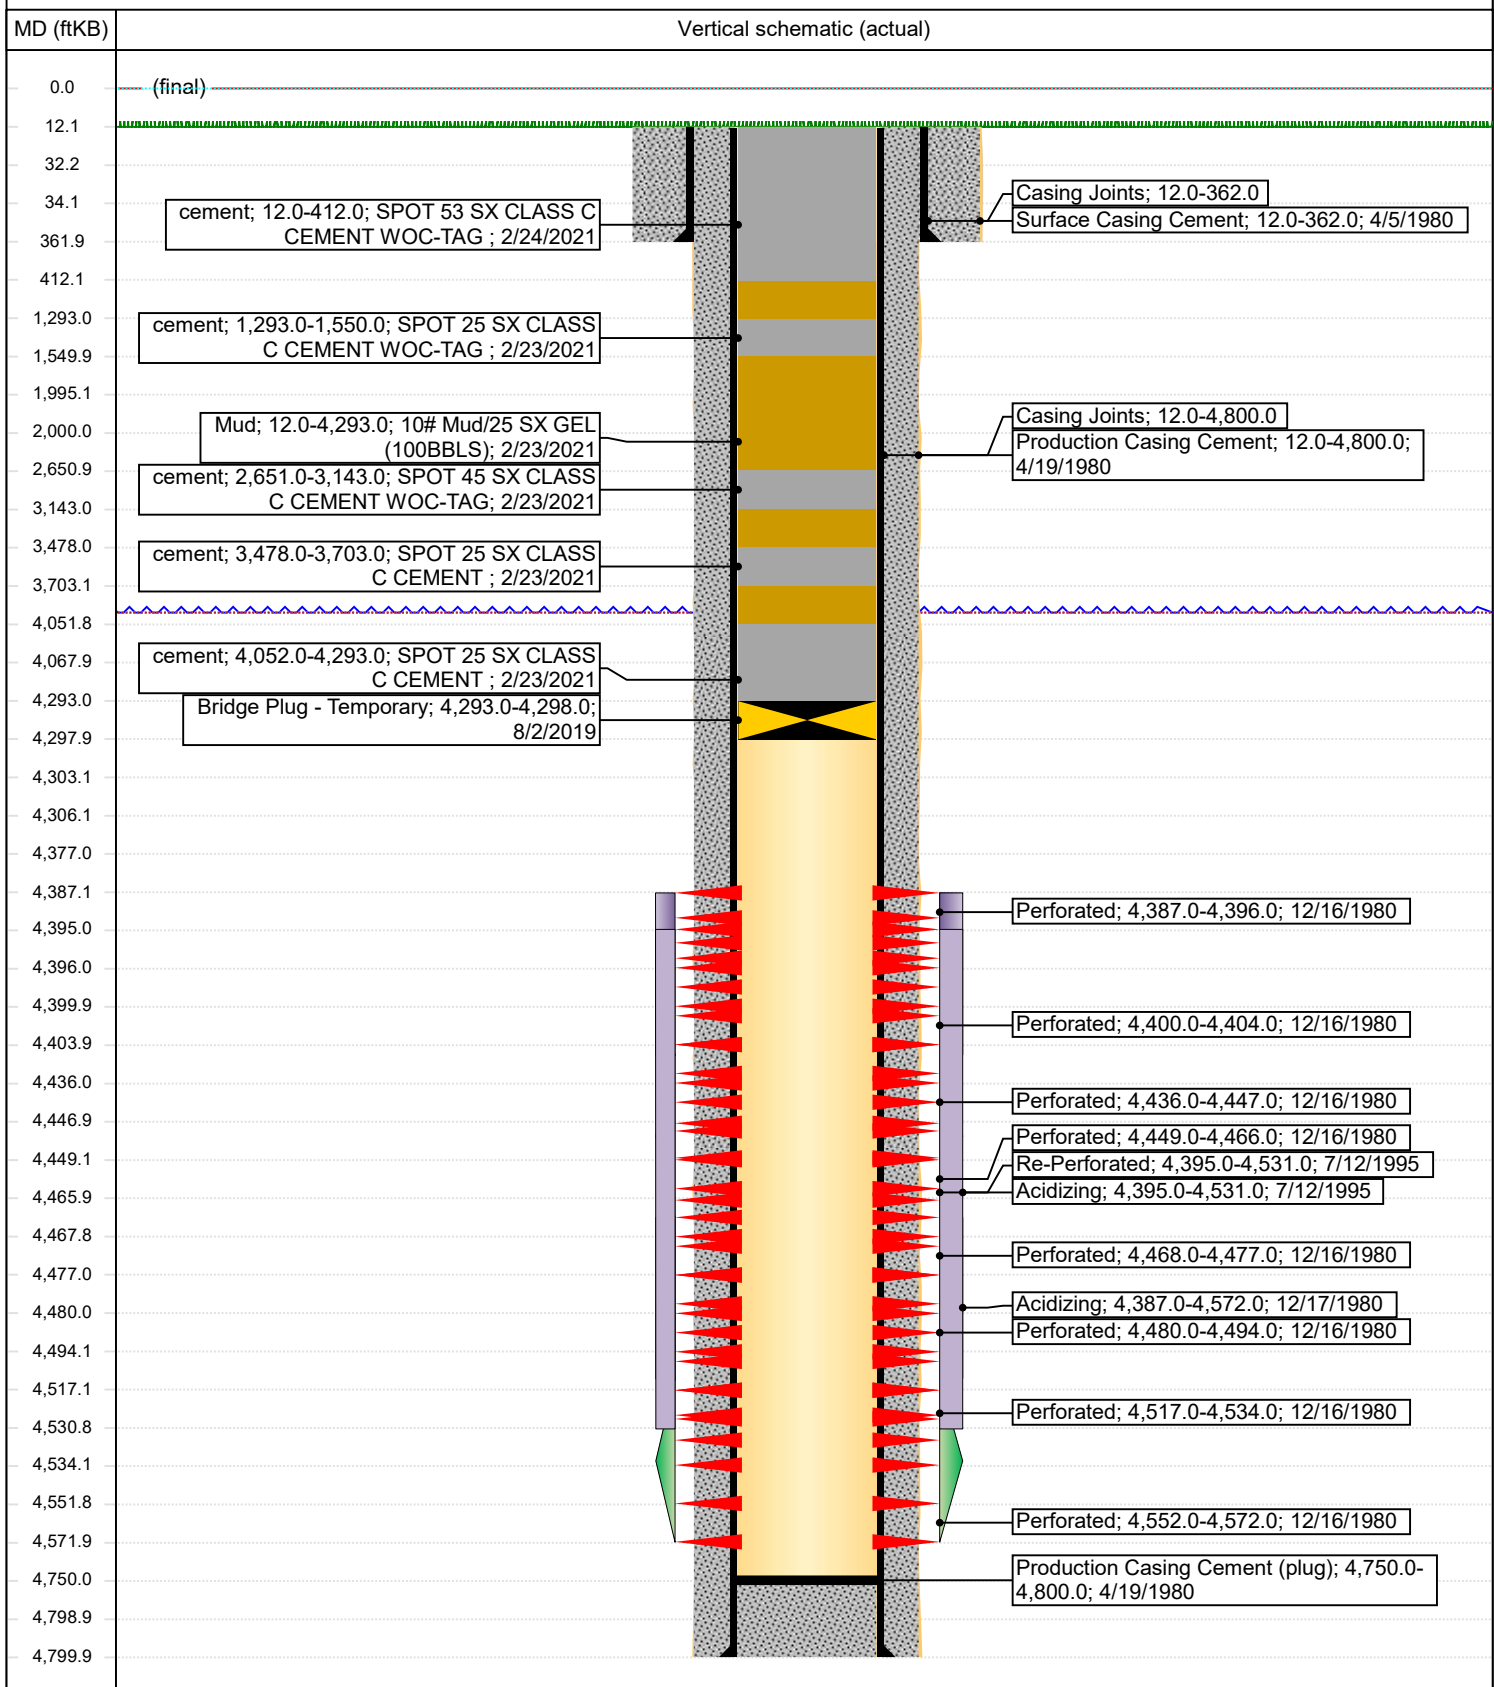 MD (ftKB)
Vertical schematic (actual)
0.0
12.1
32.2
34.1
361.9
412.1
1,293.0
1,549.9
1,995.1
2,000.0
2,650.9
3,143.0
3,478.0
3,703.1
4,051.8
4,067.9
4,293.0
4,297.9
4,303.1
4,306.1
4,377.0
4,387.1
4,395.0
4,396.0
4,399.9
4,403.9
4,436.0
4,446.9
4,449.1
4,465.9
4,467.8
4,477.0
4,480.0
4,494.1
4,517.1
4,530.8
4,534.1
4,551.8
4,571.9
4,750.0
4,798.9
4,799.9
(final)
cement; 12.0-412.0; SPOT 53 SX CLASS C
CEMENT WOC-TAG ; 2/24/2021
cement; 1,293.0-1,550.0; SPOT 25 SX CLASS
C CEMENT WOC-TAG ; 2/23/2021
Mud; 12.0-4,293.0; 10# Mud/25 SX GEL
(100BBLS); 2/23/2021
cement; 2,651.0-3,143.0; SPOT 45 SX CLASS
C CEMENT WOC-TAG; 2/23/2021
cement; 3,478.0-3,703.0; SPOT 25 SX CLASS
C CEMENT ; 2/23/2021
cement; 4,052.0-4,293.0; SPOT 25 SX CLASS
C CEMENT ; 2/23/2021
Bridge Plug - Temporary; 4,293.0-4,298.0;
8/2/2019
Casing Joints; 12.0-362.0
Surface Casing Cement; 12.0-362.0; 4/5/1980
Casing Joints; 12.0-4,800.0
Production Casing Cement; 12.0-4,800.0;
4/19/1980
Perforated; 4,387.0-4,396.0; 12/16/1980
Perforated; 4,400.0-4,404.0; 12/16/1980
Perforated; 4,436.0-4,447.0; 12/16/1980
Perforated; 4,449.0-4,466.0; 12/16/1980
Re-Perforated; 4,395.0-4,531.0; 7/12/1995
Acidizing; 4,395.0-4,531.0; 7/12/1995
Perforated; 4,468.0-4,477.0; 12/16/1980
Acidizing; 4,387.0-4,572.0; 12/17/1980
Perforated; 4,480.0-4,494.0; 12/16/1980
Perforated; 4,517.0-4,534.0; 12/16/1980
Perforated; 4,552.0-4,572.0; 12/16/1980
Production Casing Cement (plug); 4,750.0-
4,800.0; 4/19/1980